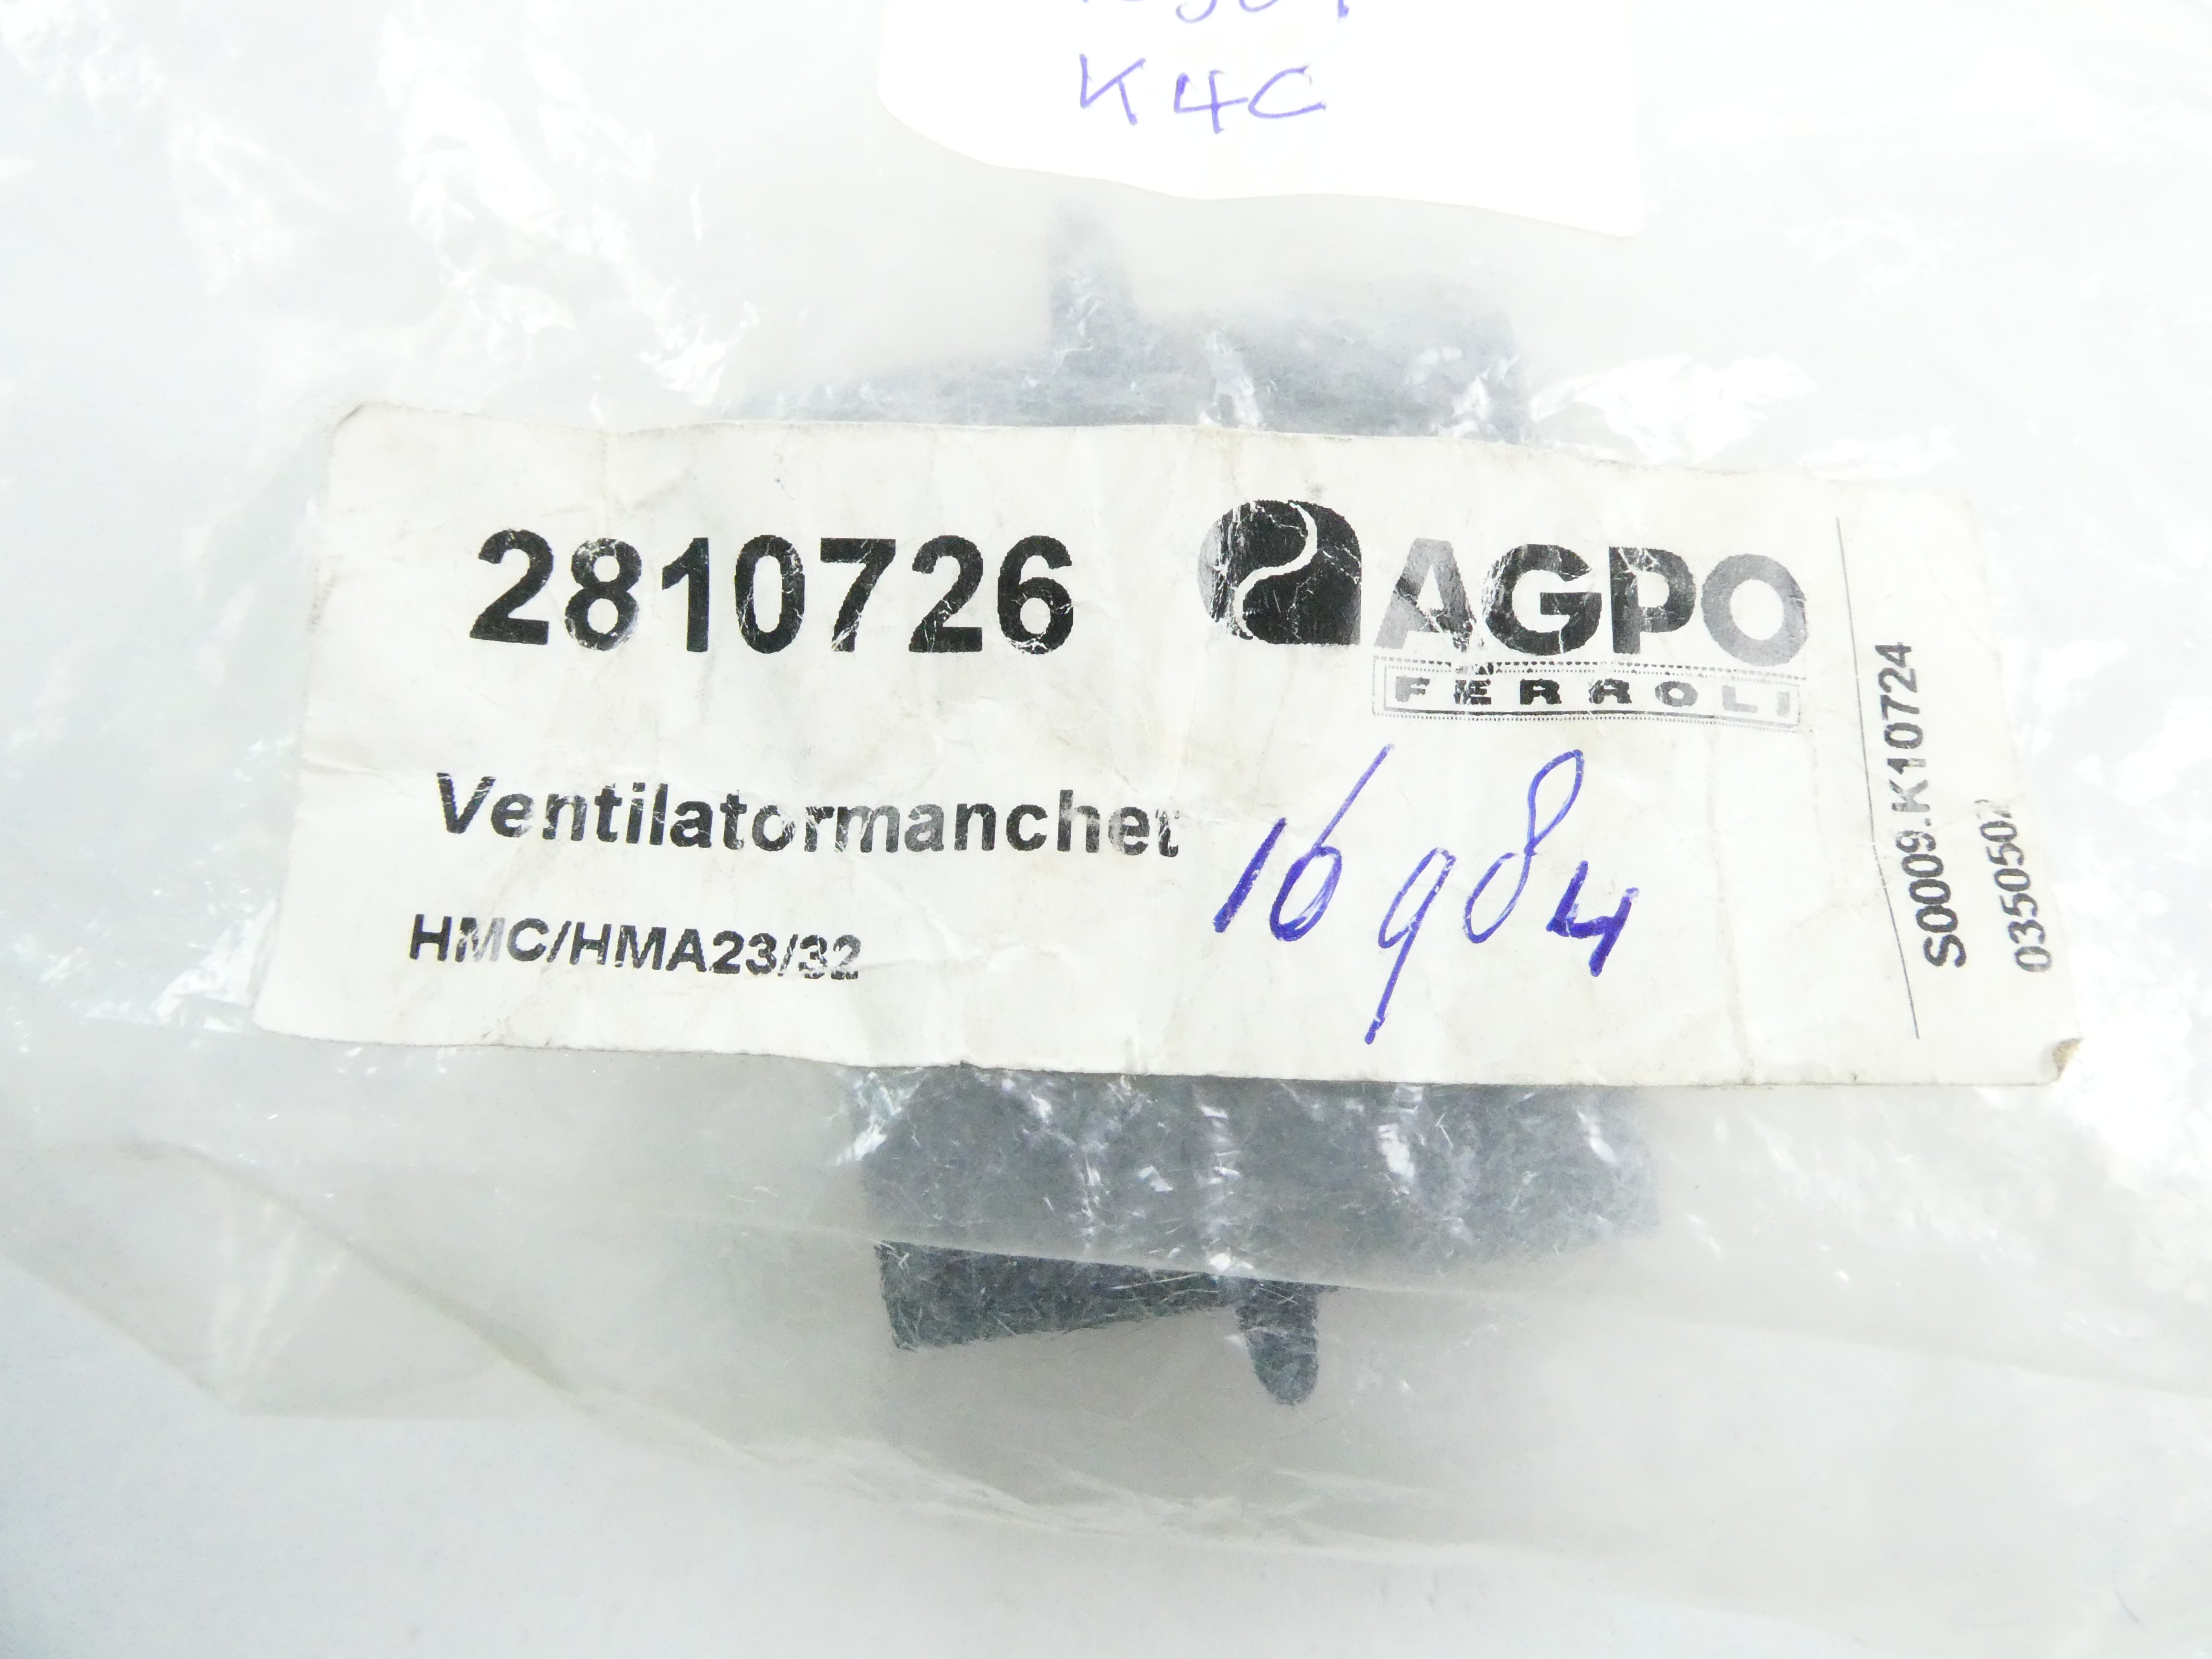 K4C
2810726
AGPO
FERROLI
Ventilatormanchet
HMC/HMA23/32
16984
S0009.K10724